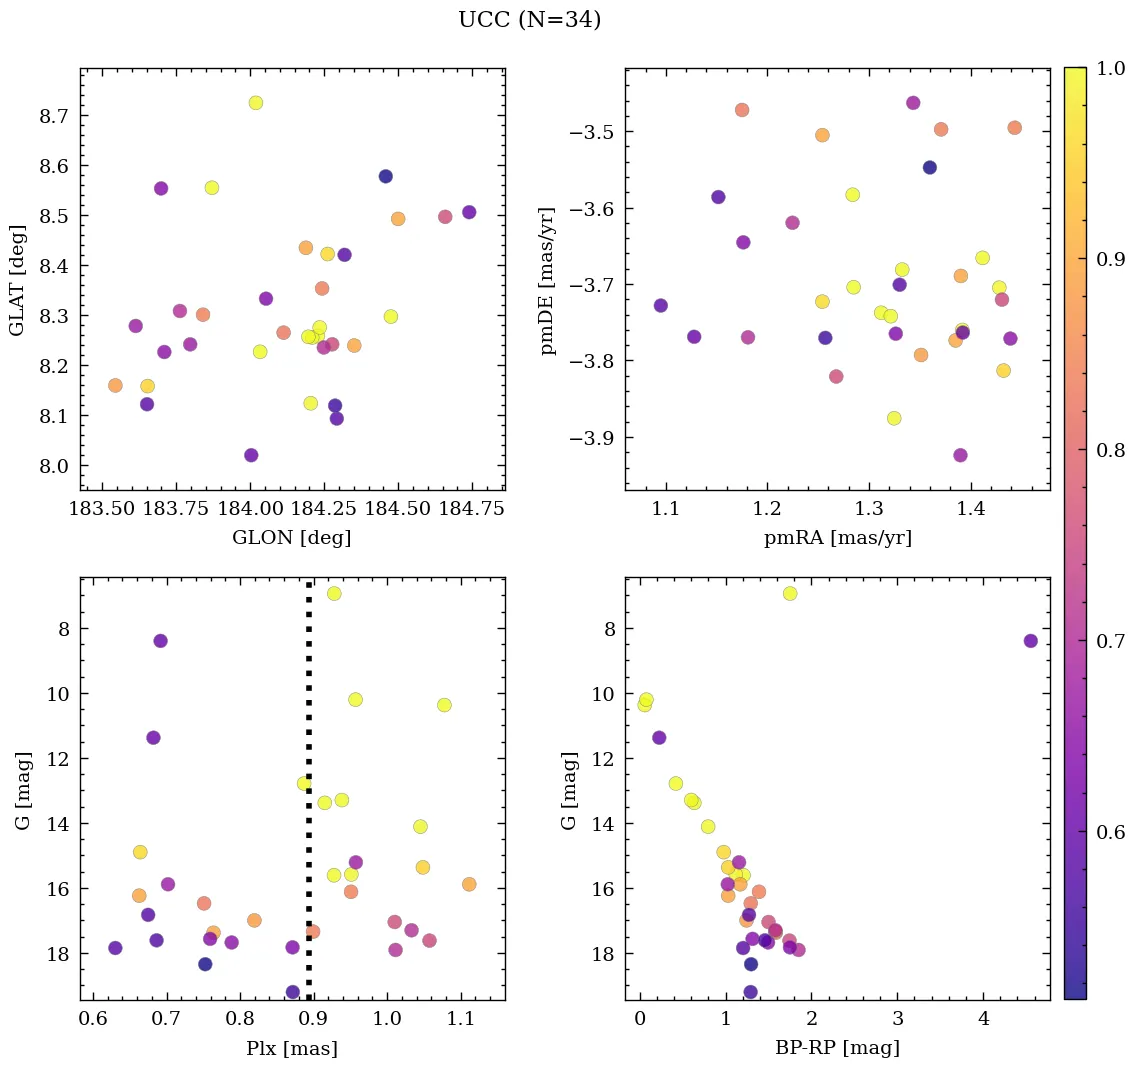 UCC (N=34)
8.7
8.6
8.5
8.4
8.3
8.2
8.1
8.0
GLAT [deg]
183.50 183.75 184.00 184.25 184.50 184.75
GLON [deg]
−3.5
−3.6
−3.7
−3.8
−3.9
pmDE [mas/yr]
1.1 1.2 1.3 1.4
pmRA [mas/yr]
1.0
0.9
0.8
0.7
0.6
8
10
12
14
16
18
G [mag]
0.6 0.7 0.8 0.9 1.0 1.1
Plx [mas]
8
10
12
14
16
18
G [mag]
0 1 2 3 4
BP-RP [mag]